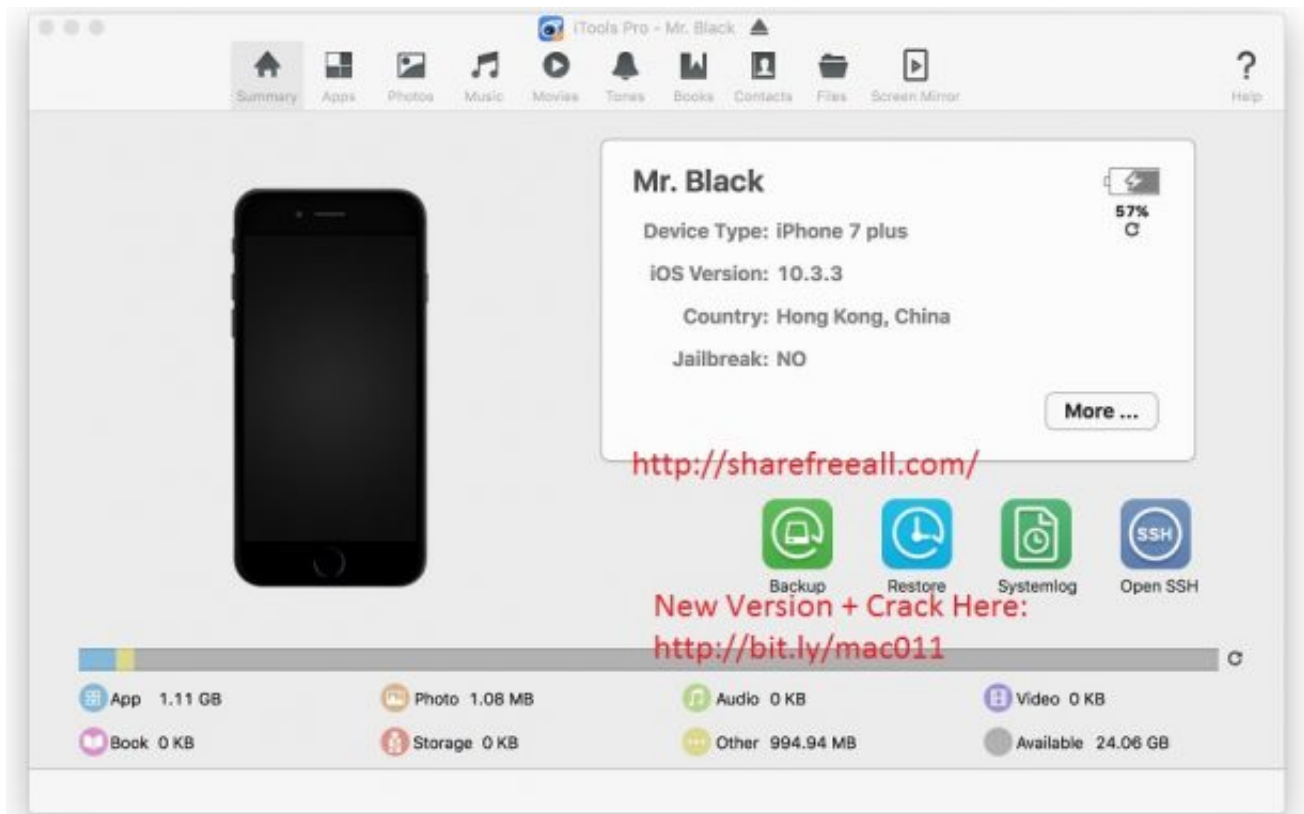 iTools Pro - Mr. Black
Summary Apps Photos Music Movies Tones Books Contacts Files Screen Mirror Help
Mr. Black
57%
Device Type: iPhone 7 plus
iOS Version: 10.3.3
Country: Hong Kong, China
Jailbreak: NO
More ...
http://sharefreeall.com/
SSH
Backup Restore Systemlog Open SSH
New Version + Crack Here:
http://bit.ly/mac011
App 1.11 GB Photo 1.08 MB Audio 0 KB Video 0 KB
Book 0 KB Storage 0 KB Other 994.94 MB Available 24.06 GB